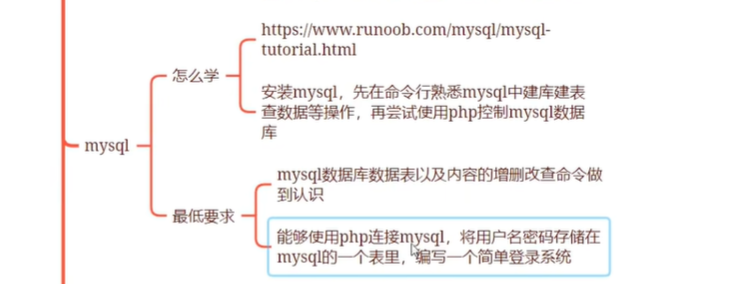 https://www.runoob.com/mysql/mysql-
tutorial.html
怎么学
安装mysql，先在命令行熟悉mysql中建库建表
查数据等操作，再尝试使用php控制mysql数据
库
mysql
mysql数据库数据表以及内容的增删改查命令做
到认识
最低要求
能够使用php连接mysql，将用户名密码存储在
mysql的一个表里，编写一个简单登录系统